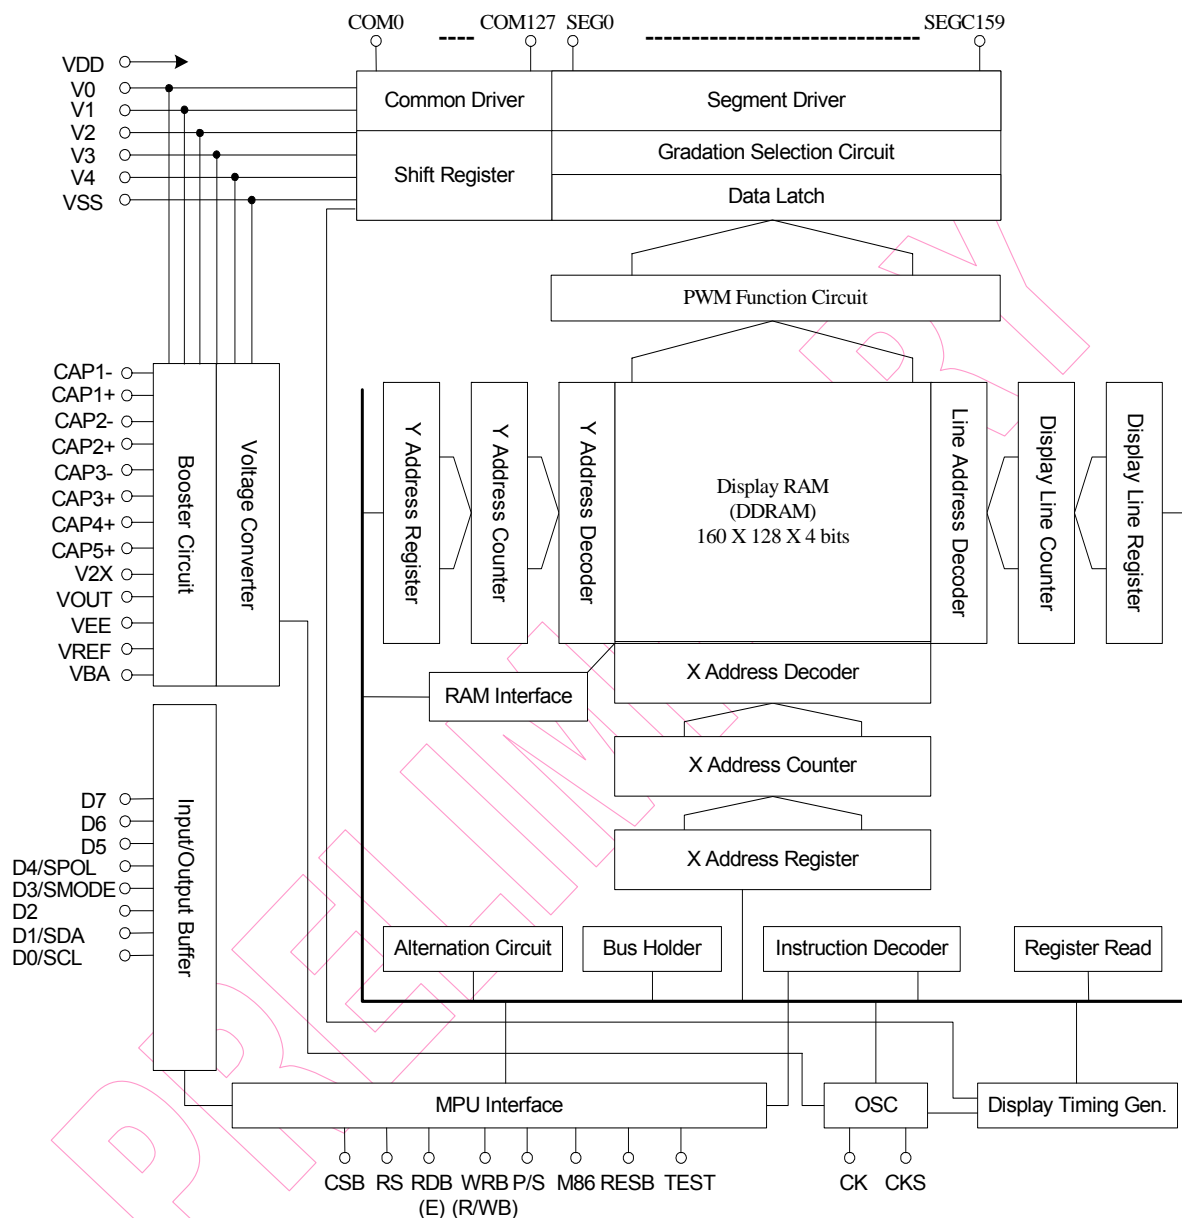 COM0 COM127 SEG0 SEGC159
VDD
V0
V1
V2
V3
V4
VSS
Common Driver
Segment Driver
Shift Register
Gradation Selection Circuit
Data Latch
PWM Function Circuit
CAP1-
CAP1+
CAP2-
CAP2+
CAP3-
CAP3+
CAP4+
CAP5+
V2X
VOUT
VEE
VREF
VBA
Booster Circuit
Voltage Converter
Y Address Register
Y Address Counter
Y Address Decoder
Display RAM
(DDRAM)
160 X 128 X 4 bits
Line Address Decoder
Display Line Counter
Display Line Register
RAM Interface
X Address Decoder
X Address Counter
X Address Register
D7
D6
D5
D4/SPOL
D3/SMODE
D2
D1/SDA
D0/SCL
Input/Output Buffer
Alternation Circuit
Bus Holder
Instruction Decoder
Register Read
MPU Interface
OSC
Display Timing Gen.
CSB RS RDB WRB P/S M86 RESB TEST
(E) (R/WB)
CK CKS
PRELIMINARY